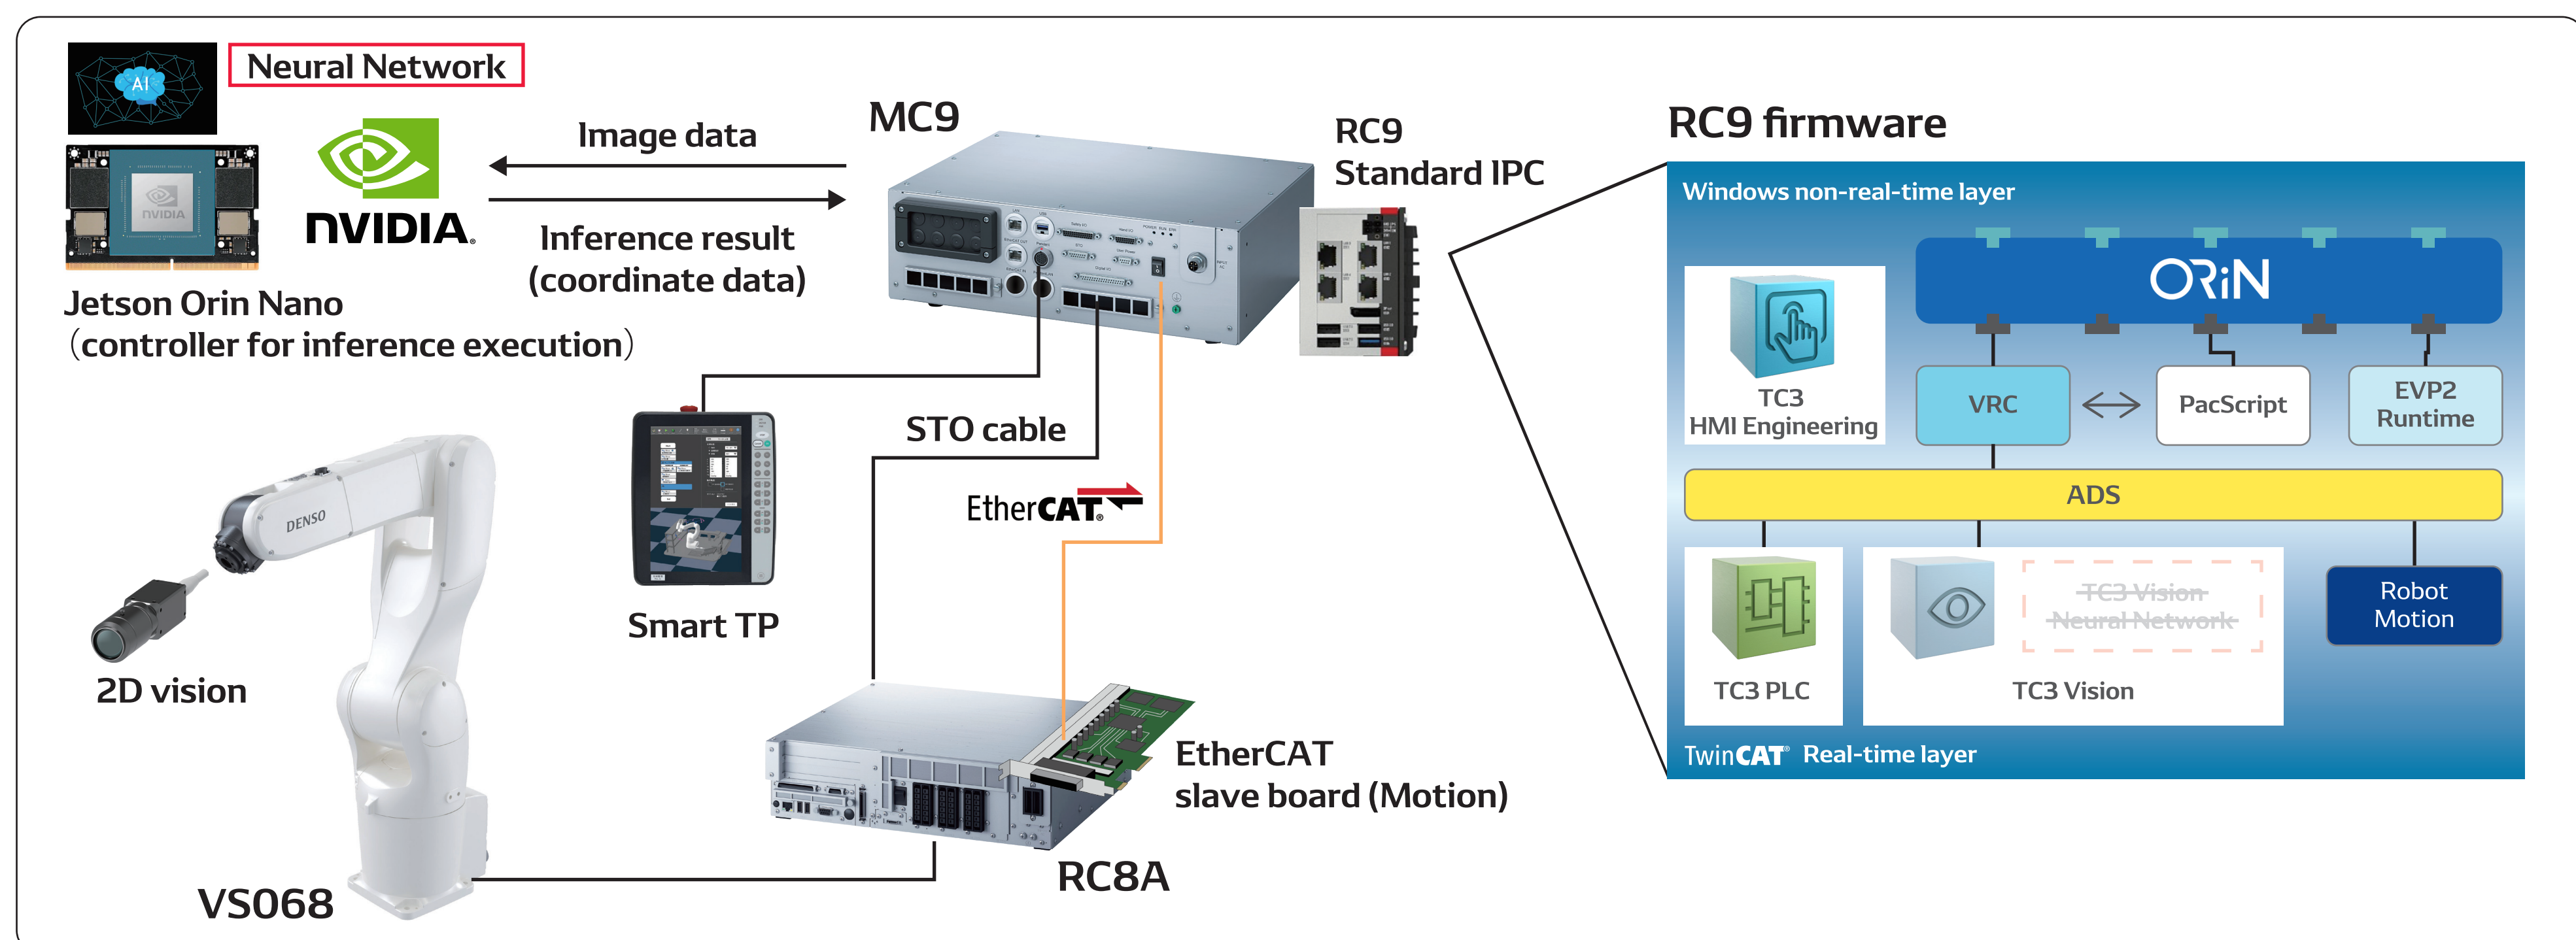 AI
Neural Network
NVIDIA
NVIDIA.
Jetson Orin Nano
（controller for inference execution）
Image data
Inference result
(coordinate data)
MC9
RC9
Standard IPC
STO cable
EtherCAT®
Smart TP
DENSO
2D vision
VS068
EtherCAT
slave board (Motion)
RC8A
RC9 firmware
Windows non-real-time layer
ORiN
TC3
HMI Engineering
VRC
PacScript
EVP2
Runtime
ADS
TC3 PLC
TC3 Vision
Neural Network
TC3 Vision
Robot
Motion
TwinCAT® Real-time layer